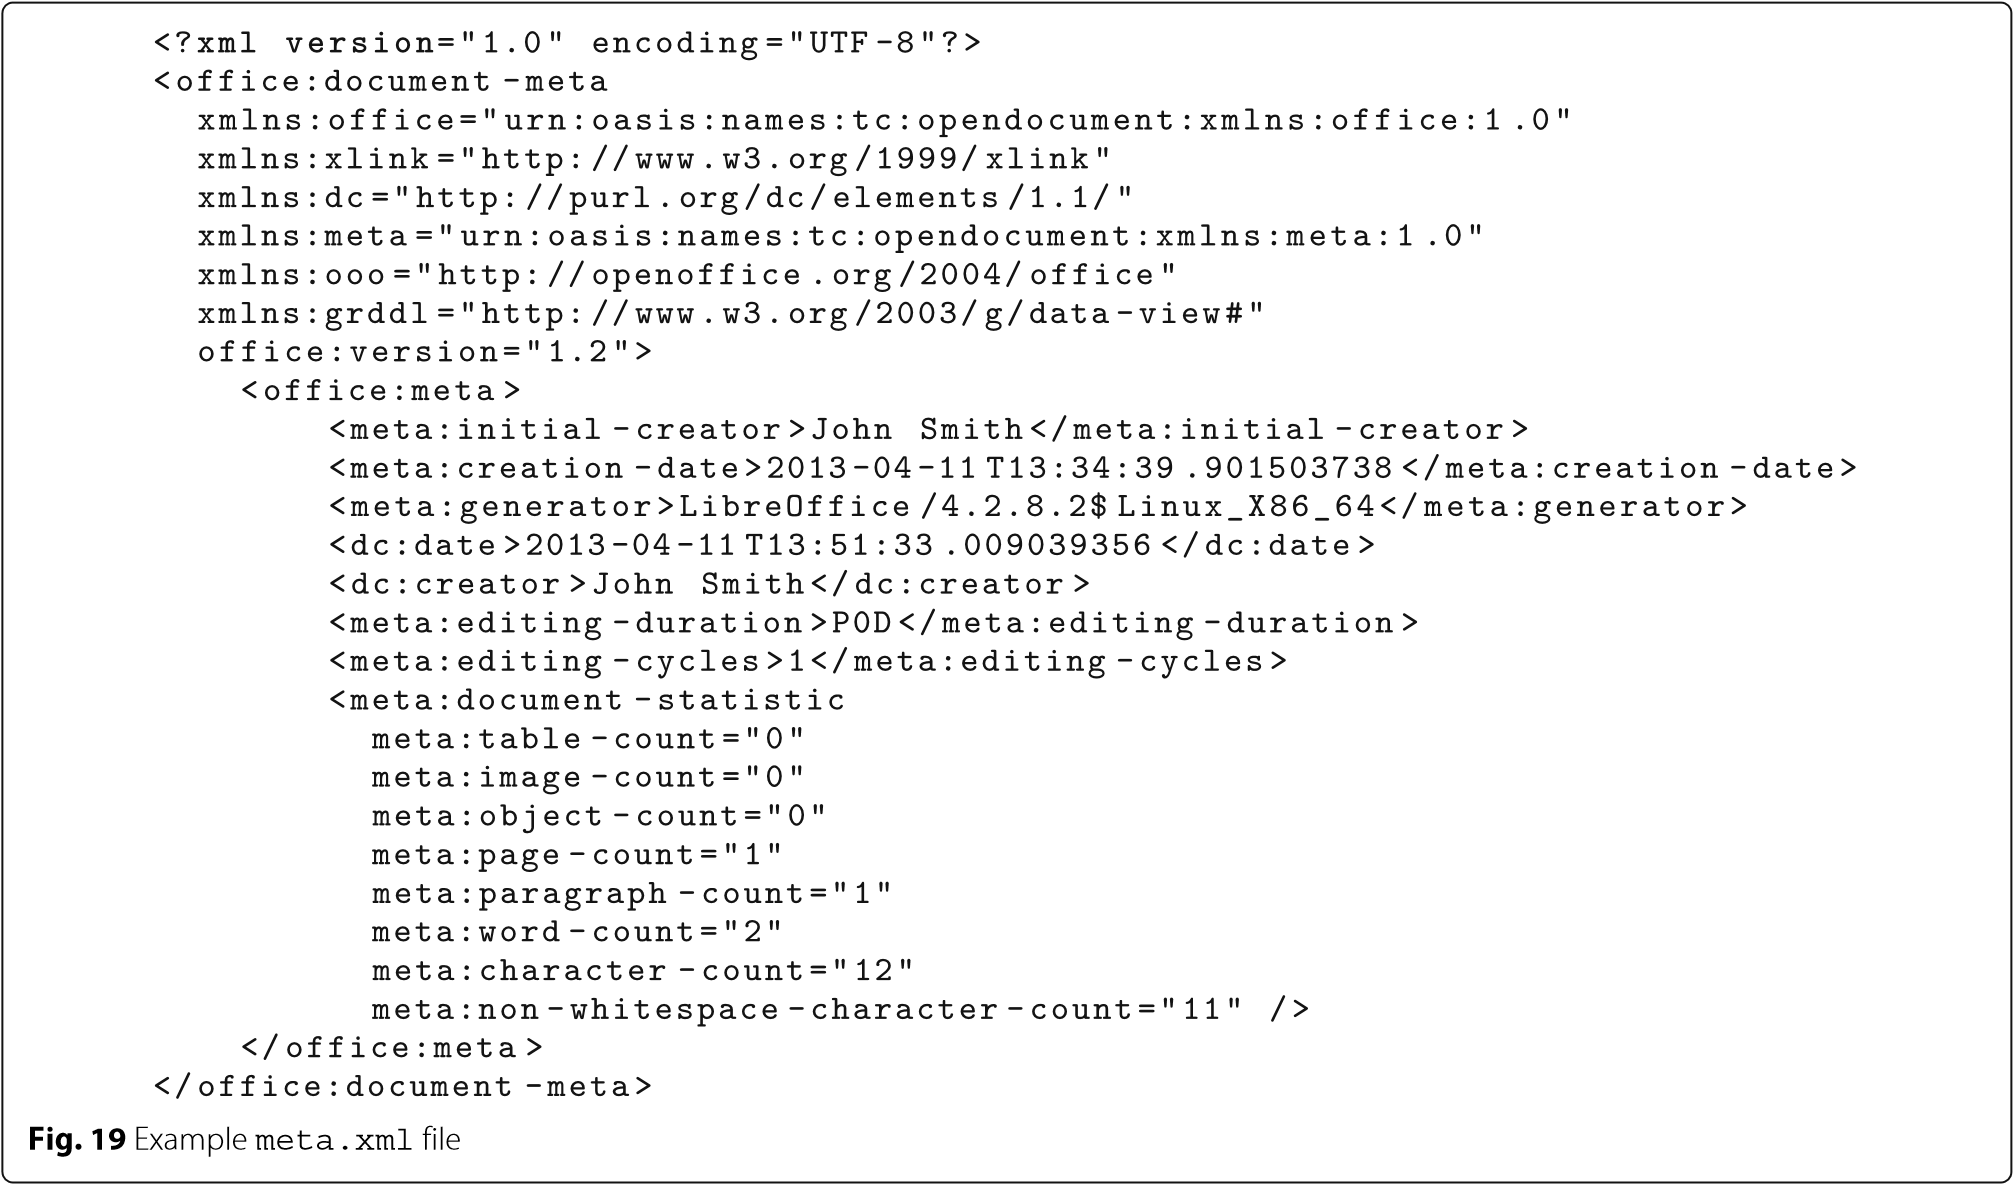 <?xml version="1.0" encoding="UTF-8"?>
<office:document-meta
xmlns:office="urn:oasis:names:tc:opendocument:xmlns:office:1.0"
xmlns:xlink="http://www.w3.org/1999/xlink"
xmlns:dc="http://purl.org/dc/elements/1.1/"
xmlns:meta="urn:oasis:names:tc:opendocument:xmlns:meta:1.0"
xmlns:ooo="http://openoffice.org/2004/office"
xmlns:grddl="http://www.w3.org/2003/g/data-view#"
office:version="1.2">
<office:meta>
<meta:initial-creator>John Smith</meta:initial-creator>
<meta:creation-date>2013-04-11T13:34:39.901503738</meta:creation-date>
<meta:generator>LibreOffice/4.2.8.2$Linux_X86_64</meta:generator>
<dc:date>2013-04-11T13:51:33.009039356</dc:date>
<dc:creator>John Smith</dc:creator>
<meta:editing-duration>P0D</meta:editing-duration>
<meta:editing-cycles>1</meta:editing-cycles>
<meta:document-statistic
meta:table-count="0"
meta:image-count="0"
meta:object-count="0"
meta:page-count="1"
meta:paragraph-count="1"
meta:word-count="2"
meta:character-count="12"
meta:non-whitespace-character-count="11" />
</office:meta>
</office:document-meta>
Fig. 19 Example meta.xml file